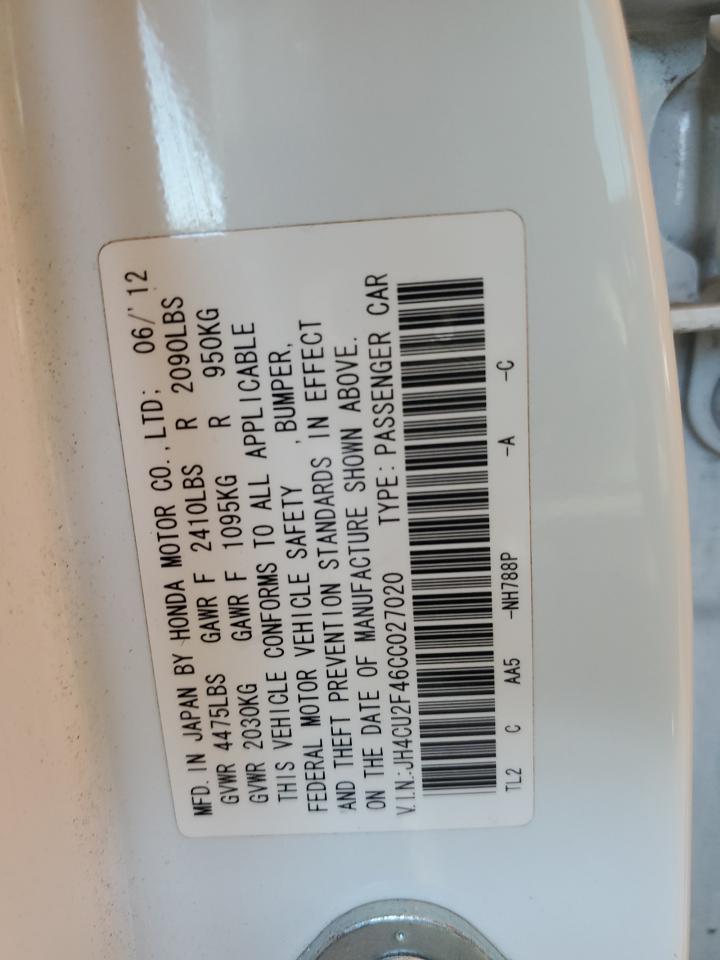 MFD. IN JAPAN BY HONDA MOTOR CO., LTD; 06/'12
GVWR 4475LBS GAWR F 2410LBS R 2090LBS
GVWR 2030KG GAWR F 1095KG R 950KG
THIS VEHICLE CONFORMS TO ALL APPLICABLE
FEDERAL MOTOR VEHICLE SAFETY ,BUMPER,
AND THEFT PREVENTION STANDARDS IN EFFECT
ON THE DATE OF MANUFACTURE SHOWN ABOVE.
V.I.N.:JH4CU2F46CC027020 TYPE:PASSENGER CAR
TL2 C AA5 -NH788P -A -C